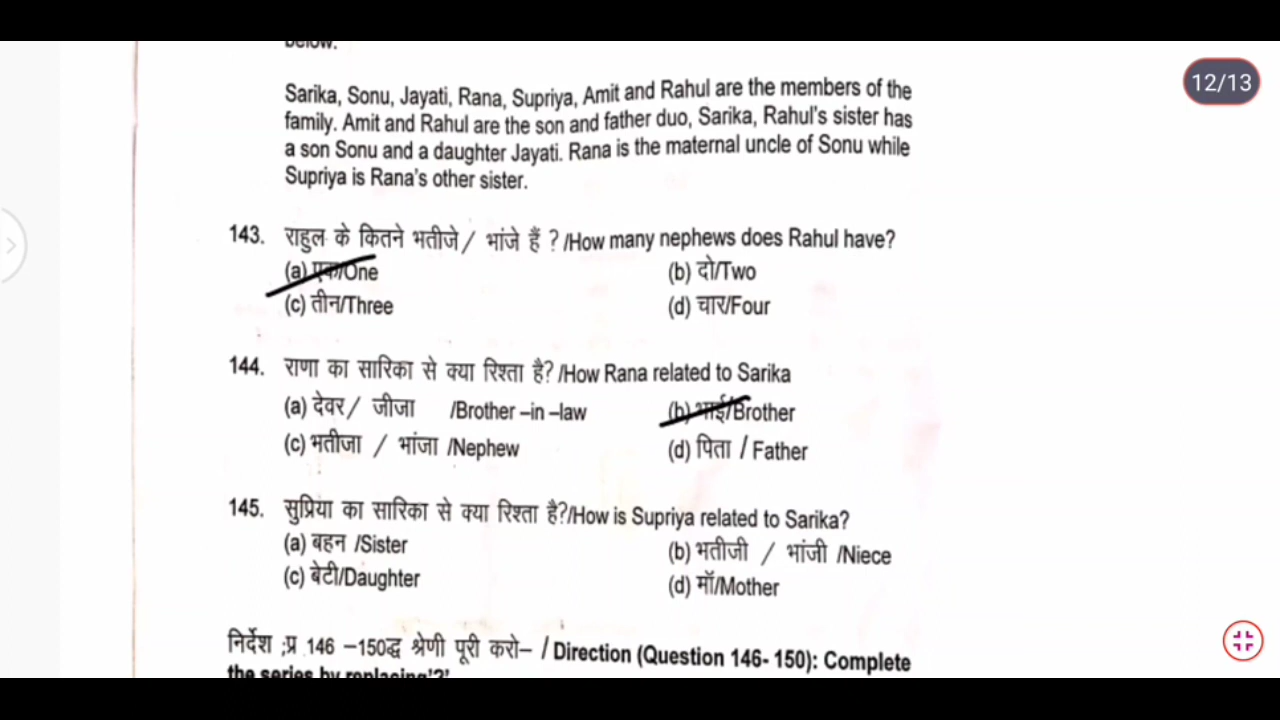 below.
12/13
Sarika, Sonu, Jayati, Rana, Supriya, Amit and Rahul are the members of the
family. Amit and Rahul are the son and father duo, Sarika, Rahul's sister has
a son Sonu and a daughter Jayati. Rana is the maternal uncle of Sonu while
Supriya is Rana's other sister.
143. राहुल के कितने भतीजे/ भांजे हैं ? /How many nephews does Rahul have?
(a) एक/One (b) दो/Two
(c) तीन/Three (d) चार/Four
144. राणा का सारिका से क्या रिश्ता है? /How Rana related to Sarika
(a) देवर/ जीजा /Brother –in –law (b) भाई/Brother
(c) भतीजा / भांजा /Nephew (d) पिता / Father
145. सुप्रिया का सारिका से क्या रिश्ता है?/How is Supriya related to Sarika?
(a) बहन /Sister (b) भतीजी / भांजी /Niece
(c) बेटी/Daughter (d) मॉ/Mother
निर्देश ;प्र 146 –150द्ध श्रेणी पूरी करो– / Direction (Question 146- 150): Complete
the series by replacing'?'